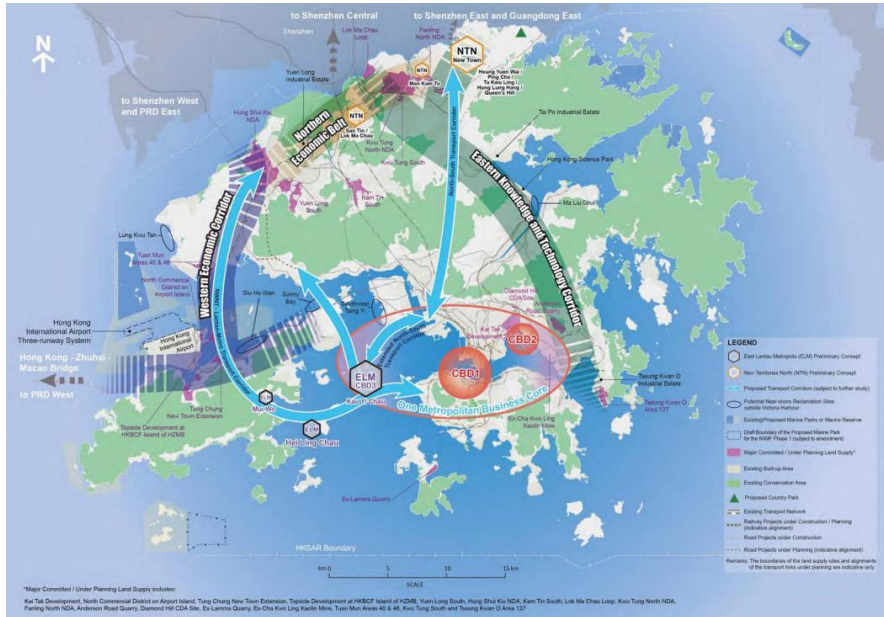 to Shenzhen Central
to Shenzhen East and Guangdong East
N
Shenzhen
Lok Ma Chau
Loop
Fanling
North NDA
NTN
New Town
NTN
Man Kam To
Heung Yuen Wai /
Ping Che /
Ta Kwu Ling /
Hung Lung Hang /
Queen's Hill
Yuen Long
Industrial Estate
to Shenzhen West
and PRD East
Hung Shui Kiu
NDA
Northern
Economic Belt
NTN
San Tin /
Lok Ma Chau
Kwu Tung
North NDA
Kwu Tung South
Tai Po Industrial Estate
North-South Transport Corridor
Eastern Knowledge and Technology Corridor
Hong Kong Science Park
Ma Liu Shui
Yuen Long
South
Kam Tin
South
Western Economic Corridor
Lung Kwu Tan
Tuen Mun
Areas 40 & 46
North Commercial
District on
Airport Island
Siu Ho Wan
Sunny
Bay
Southwest
Tsing Yi
Diamond Hill
CDA Site
Anderson
Road Quarry
NWNT - Lantau-Metro Transport Corridor
Hong Kong
International Airport
Three-runway System
Hong Kong
International
Airport
Kai Tak
Development
CBD2
Extended North-South
Transport Corridor
Hong Kong - Zhuhai -
Macao Bridge
to PRD West
ELM
CBD3
Kau Yi Chau
CBD1
One Metropolitan Business Core
Tseung Kwan O
Industrial Estate
Tseung Kwan O
Area 137
Tung Chung
New Town Extension
ELM
Mui Wo
Topside Development at
HKBCF Island of HZMB
ELM
Hei Ling Chau
Ex-Cha Kwo Ling
Kaolin Mine
Ex-Lamma Quarry
HKSAR Boundary
km 0 5 10 15 km
SCALE
LEGEND
East Lantau Metropolis (ELM) Preliminary Concept
New Territories North (NTN) Preliminary Concept
Proposed Transport Corridors (subject to further study)
Potential Near-shore Reclamation Sites
outside Victoria Harbour
Existing/Proposed Marine Parks or Marine Reserve
Draft Boundary of the Proposed Marine Park
for the IWMF Phase 1 (subject to amendment)
Major Committed / Under Planning Land Supply*
Existing Built-up Area
Existing Conservation Area
Proposed Country Park
Existing Transport Network
Railway Projects under Construction / Planning
(indicative alignment)
Road Projects under Construction
Road Projects under Planning (indicative alignment)
Remarks: The boundaries of the land supply sites and alignments
of the transport links under planning are indicative only.
*Major Committed / Under Planning Land Supply includes:
Kai Tak Development, North Commercial District on Airport Island, Tung Chung New Town Extension, Topside Development at HKBCF Island of HZMB, Yuen Long South, Hung Shui Kiu NDA, Kam Tin South, Lok Ma Chau Loop, Kwu Tung North NDA,
Fanling North NDA, Anderson Road Quarry, Diamond Hill CDA Site, Ex-Lamma Quarry, Ex-Cha Kwo Ling Kaolin Mine, Tuen Mun Areas 40 & 46, Kwu Tung South and Tseung Kwan O Area 137